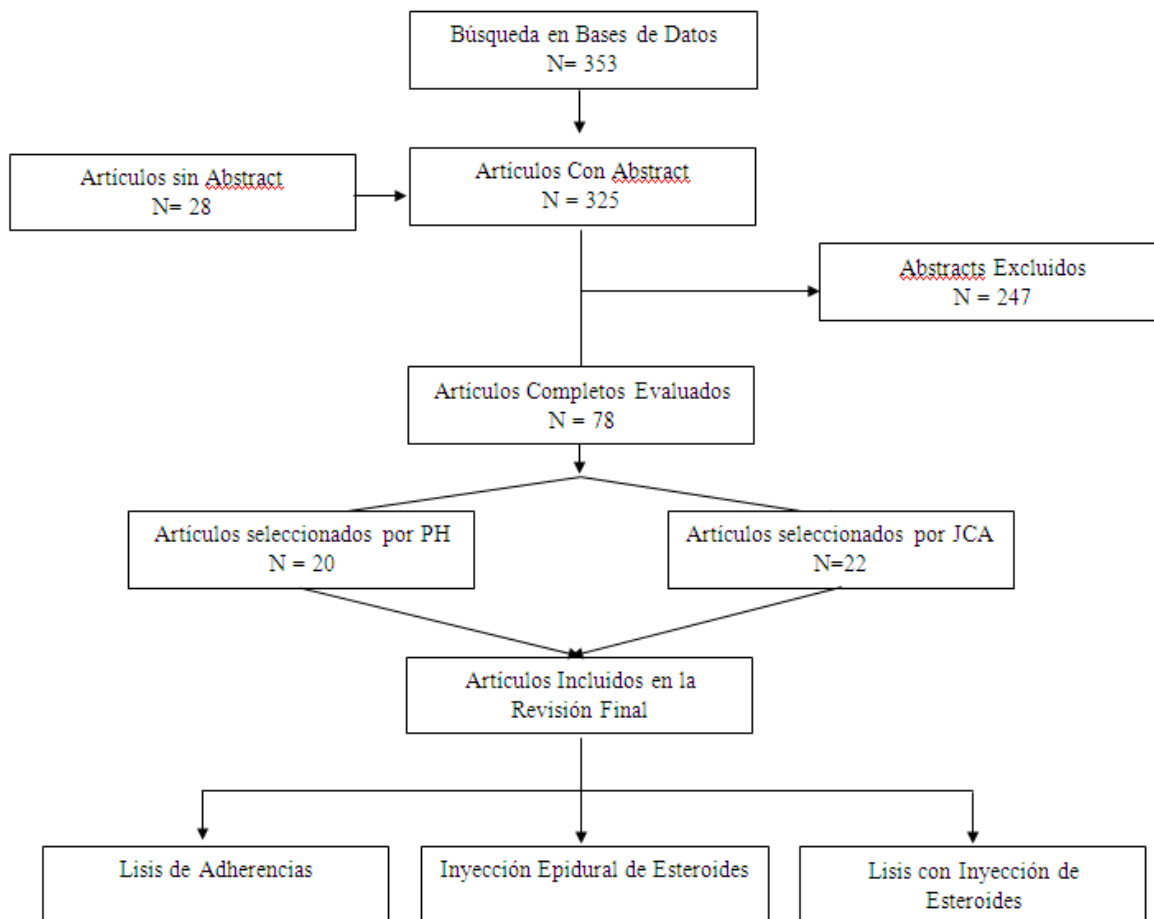 Búsqueda en Bases de Datos
N= 353
Artículos sin Abstract
N= 28
Artículos Con Abstract
N = 325
Abstracts Excluidos
N = 247
Artículos Completos Evaluados
N = 78
Artículos seleccionados por PH
N = 20
Artículos seleccionados por JCA
N=22
Artículos Incluidos en la
Revisión Final
Lisis de Adherencias
Inyección Epidural de Esteroides
Lisis con Inyección de
Esteroides